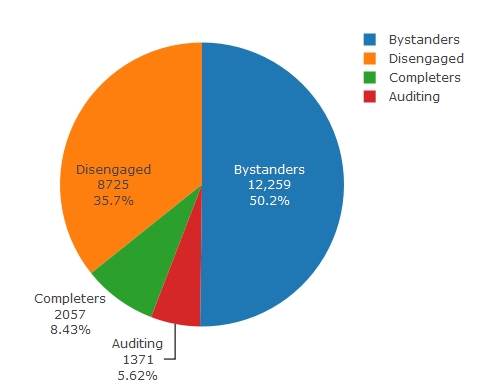 Bystanders
Disengaged
Completers
Auditing
Disengaged
8725
35.7%
Bystanders
12,259
50.2%
Completers
2057
8.43%
Auditing
1371
5.62%